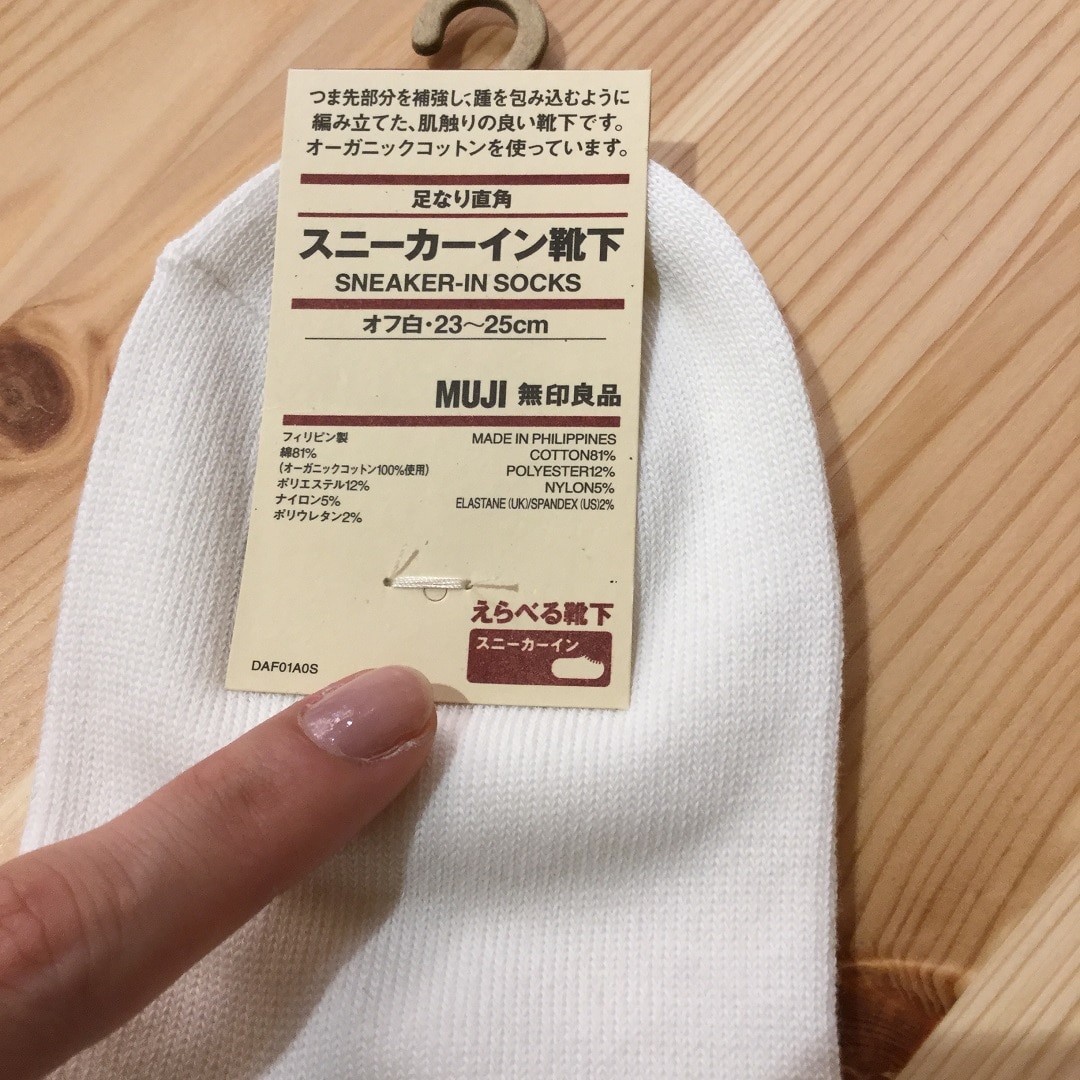 つま先部分を補強し、踵を包み込むように
編み立てた、肌触りの良い靴下です。
オーガニックコットンを使っています。
足なり直角
スニーカーイン靴下
SNEAKER-IN SOCKS
オフ白・23〜25cm
MUJI 無印良品
フィリピン製
綿81%
(オーガニックコットン100%使用)
ポリエステル12%
ナイロン5%
ポリウレタン2%
MADE IN PHILIPPINES
COTTON81%
POLYESTER12%
NYLON5%
ELASTANE (UK)/SPANDEX (US)2%
えらべる靴下
スニーカーイン
DAF01A0S